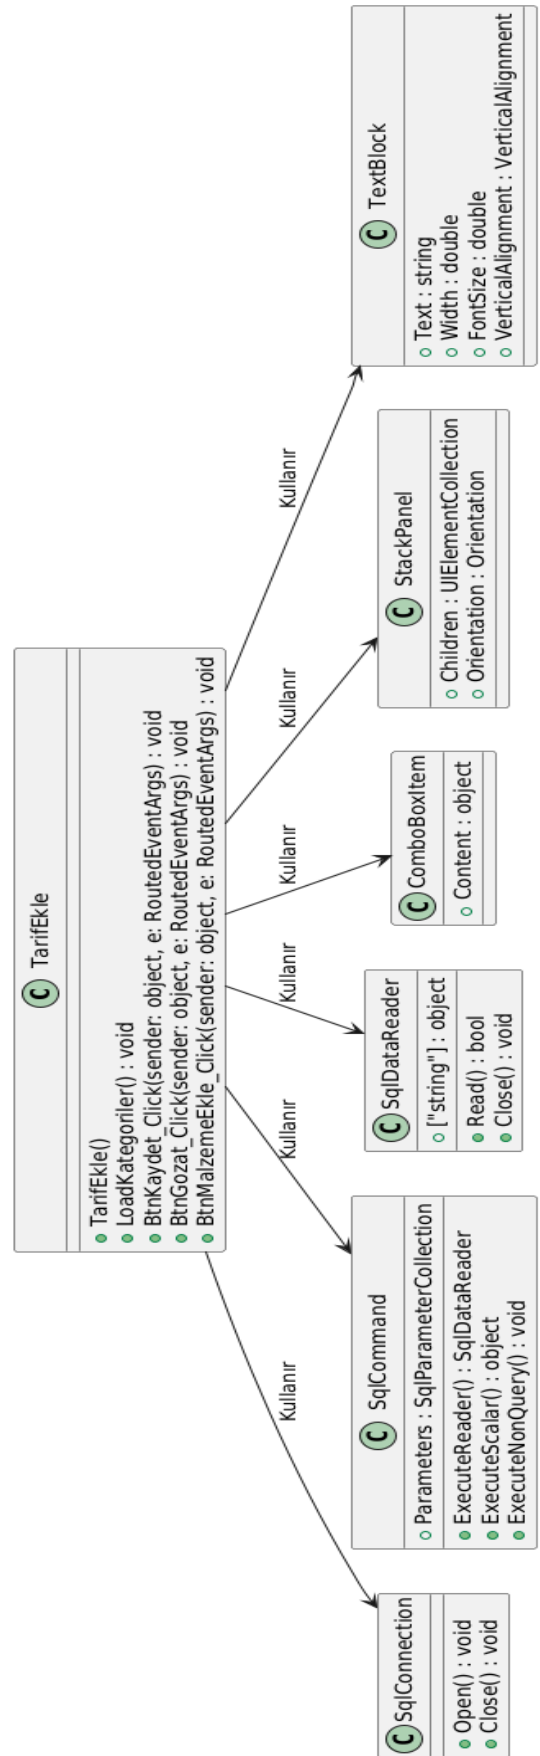 TarifEkle
TarifEkle()
LoadKategoriler() : void
BtnKaydet_Click(sender: object, e: RoutedEventArgs) : void
BtnGozat_Click(sender: object, e: RoutedEventArgs) : void
BtnMalzemeEkle_Click(sender: object, e: RoutedEventArgs) : void
Kullanır
Kullanır
Kullanır
Kullanır
Kullanır
Kullanır
SqlConnection
Open() : void
Close() : void
SqlCommand
Parameters : SqlParameterCollection
ExecuteReader() : SqlDataReader
ExecuteScalar() : object
ExecuteNonQuery() : void
SqlDataReader
["string"] : object
Read() : bool
Close() : void
ComboBoxItem
Content : object
StackPanel
Children : UIElementCollection
Orientation : Orientation
TextBlock
Text : string
Width : double
FontSize : double
VerticalAlignment : VerticalAlignment